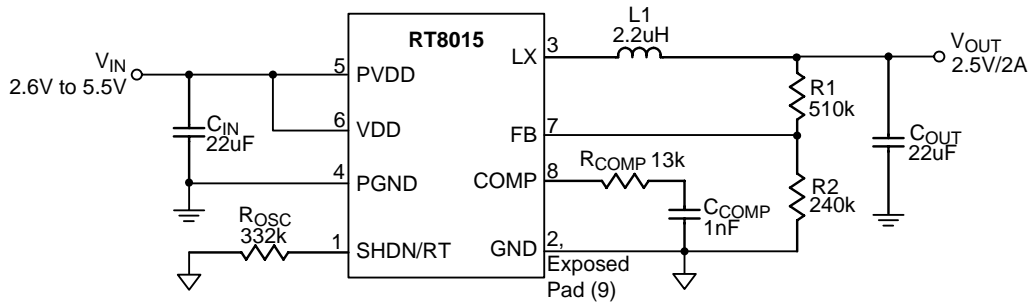 L1
2.2uH
RT8015
LX
3
VOUT
2.5V/2A
VIN
2.6V to 5.5V
5
PVDD
R1
510k
6
VDD
FB
7
CIN
22uF
COUT
22uF
4
PGND
COMP
8
RCOMP 13k
R2
240k
CCOMP
1nF
ROSC
332k
1
SHDN/RT
GND
2,
Exposed
Pad (9)